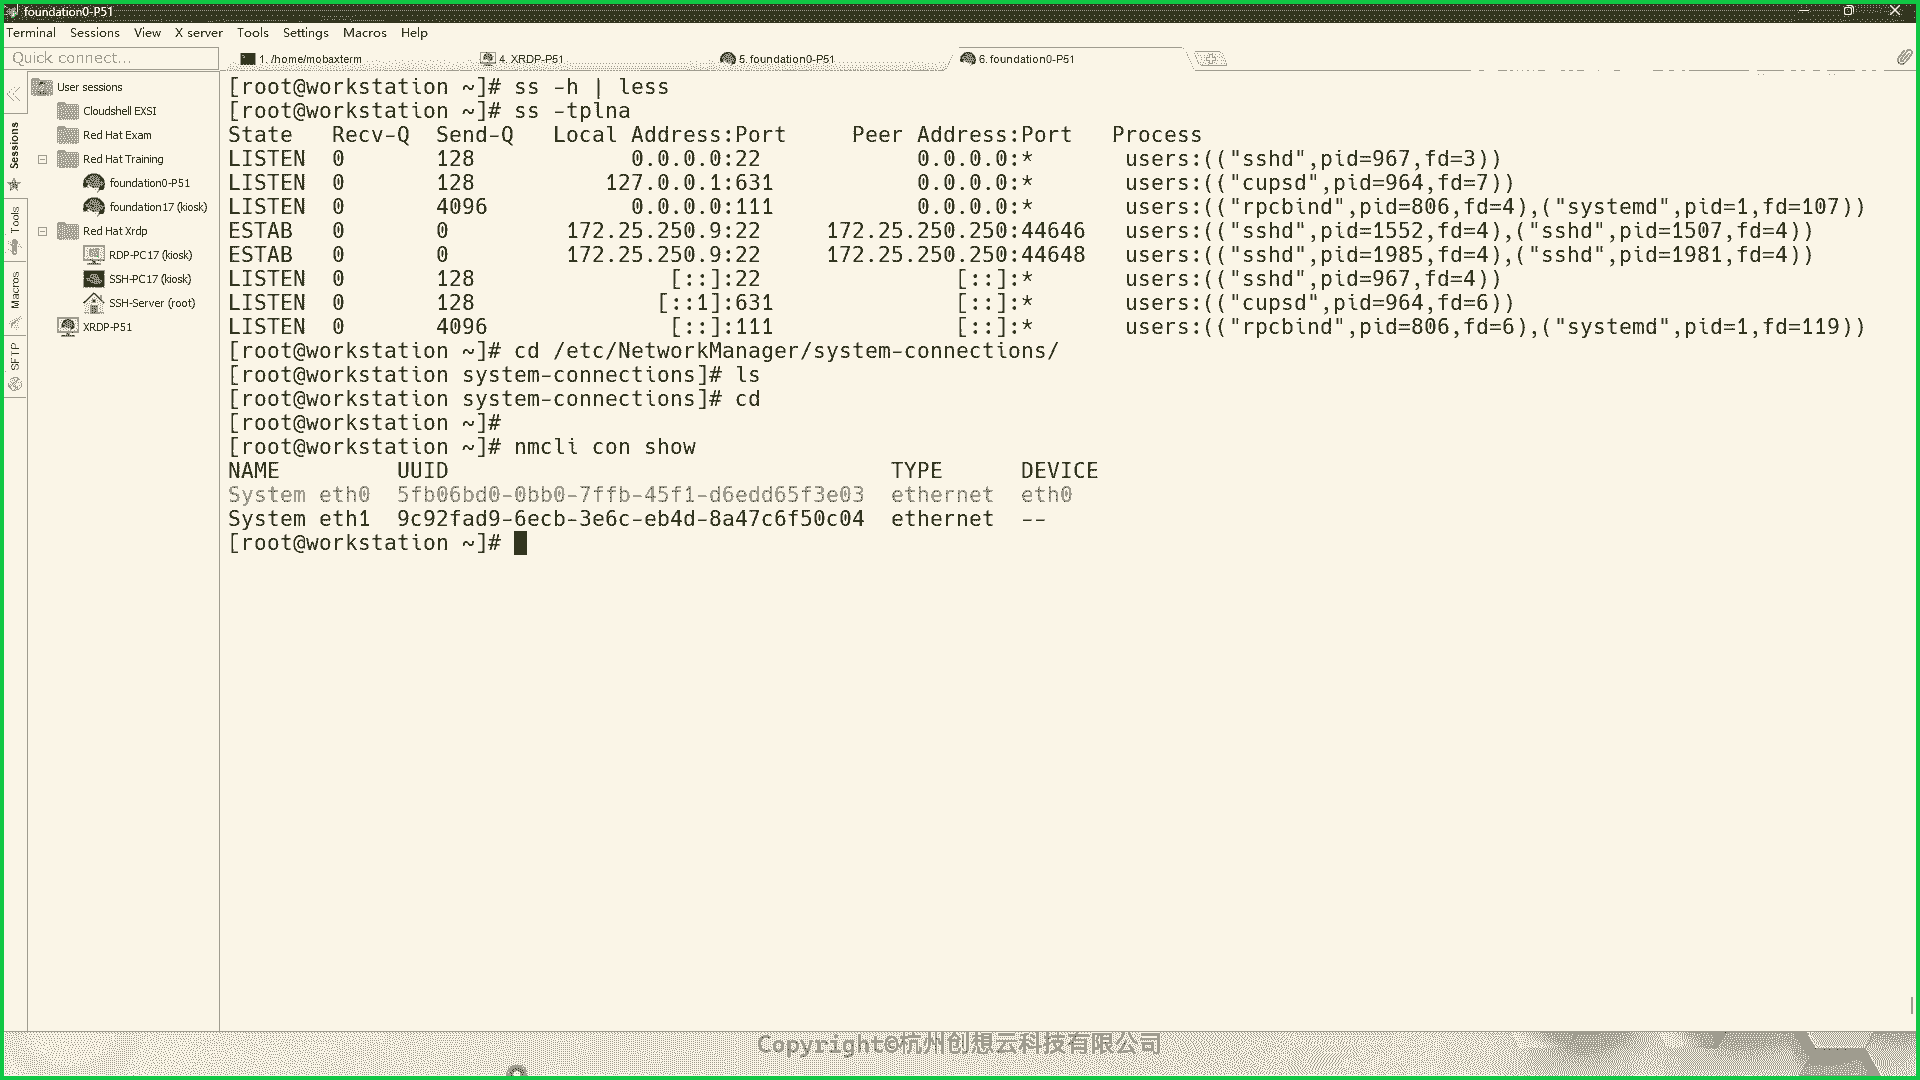 foundation0-P51
Terminal Sessions View X server Tools Settings Macros Help
Quick connect...
1. /home/mobaxterm
4. XRDP-P51
5. foundation0-P51
6. foundation0-P51
Sessions
Tools
Macros
SFTP
User sessions
Cloudshell EXSI
Red Hat Exam
Red Hat Training
foundation0-P51
foundation17 (kiosk)
Red Hat Xrdp
RDP-PC17 (kiosk)
SSH-PC17 (kiosk)
SSH-Server (root)
XRDP-P51
[root@workstation ~]# ss -h | less
[root@workstation ~]# ss -tplna
State Recv-Q Send-Q Local Address:Port Peer Address:Port Process
LISTEN 0 128 0.0.0.0:22 0.0.0.0:* users:(("sshd",pid=967,fd=3))
LISTEN 0 128 127.0.0.1:631 0.0.0.0:* users:(("cupsd",pid=964,fd=7))
LISTEN 0 4096 0.0.0.0:111 0.0.0.0:* users:(("rpcbind",pid=806,fd=4),("systemd",pid=1,fd=107))
ESTAB 0 0 172.25.250.9:22 172.25.250.250:44646 users:(("sshd",pid=1552,fd=4),("sshd",pid=1507,fd=4))
ESTAB 0 0 172.25.250.9:22 172.25.250.250:44648 users:(("sshd",pid=1985,fd=4),("sshd",pid=1981,fd=4))
LISTEN 0 128 [::]:22 [::]:* users:(("sshd",pid=967,fd=4))
LISTEN 0 128 [::1]:631 [::]:* users:(("cupsd",pid=964,fd=6))
LISTEN 0 4096 [::]:111 [::]:* users:(("rpcbind",pid=806,fd=6),("systemd",pid=1,fd=119))
[root@workstation ~]# cd /etc/NetworkManager/system-connections/
[root@workstation system-connections]# ls
[root@workstation system-connections]# cd
[root@workstation ~]#
[root@workstation ~]# nmcli con show
NAME UUID TYPE DEVICE
System eth0 5fb06bd0-0bb0-7ffb-45f1-d6edd65f3e03 ethernet eth0
System eth1 9c92fad9-6ecb-3e6c-eb4d-8a47c6f50c04 ethernet --
[root@workstation ~]#
Copyright©杭州创想云科技有限公司